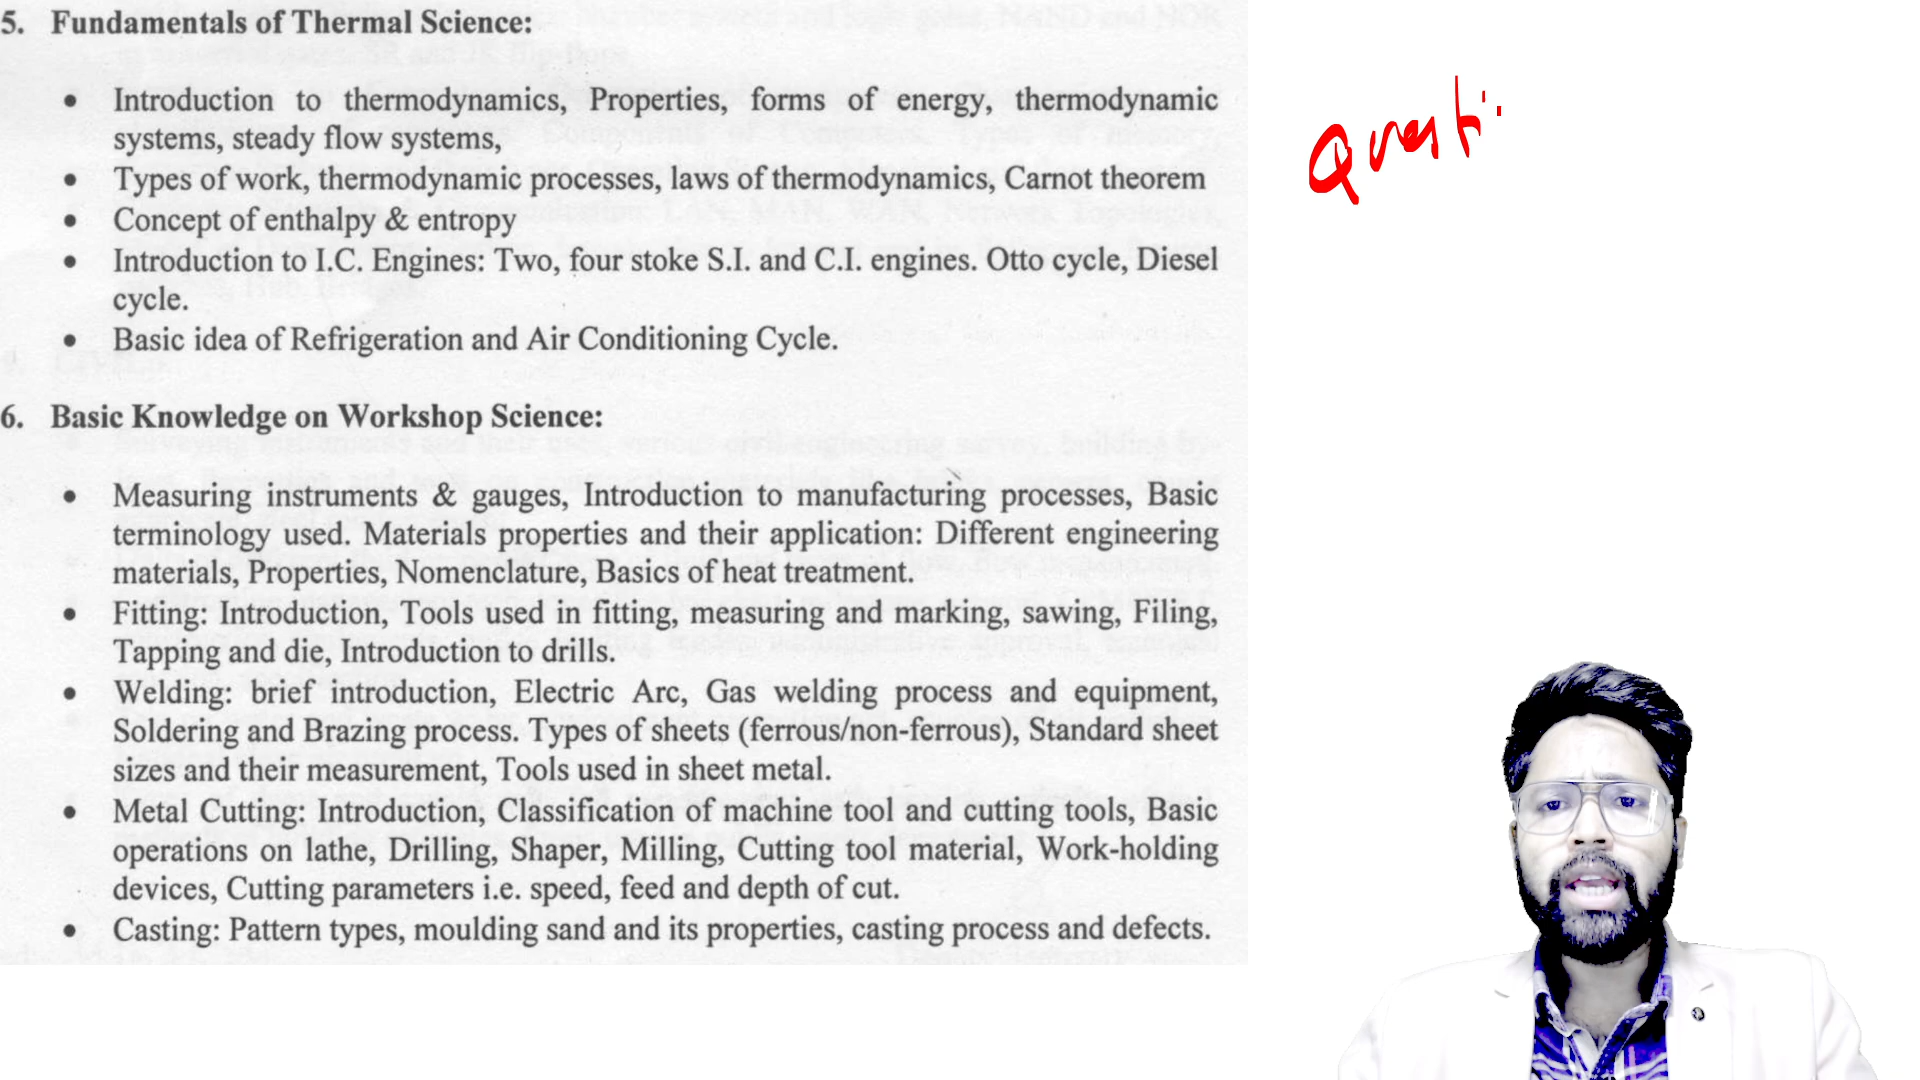 5. Fundamentals of Thermal Science:
• Introduction to thermodynamics, Properties, forms of energy, thermodynamic
systems, steady flow systems,
• Types of work, thermodynamic processes, laws of thermodynamics, Carnot theorem
• Concept of enthalpy & entropy
• Introduction to I.C. Engines: Two, four stoke S.I. and C.I. engines. Otto cycle, Diesel
cycle.
• Basic idea of Refrigeration and Air Conditioning Cycle.
6. Basic Knowledge on Workshop Science:
• Measuring instruments & gauges, Introduction to manufacturing processes, Basic
terminology used. Materials properties and their application: Different engineering
materials, Properties, Nomenclature, Basics of heat treatment.
• Fitting: Introduction, Tools used in fitting, measuring and marking, sawing, Filing,
Tapping and die, Introduction to drills.
• Welding: brief introduction, Electric Arc, Gas welding process and equipment,
Soldering and Brazing process. Types of sheets (ferrous/non-ferrous), Standard sheet
sizes and their measurement, Tools used in sheet metal.
• Metal Cutting: Introduction, Classification of machine tool and cutting tools, Basic
operations on lathe, Drilling, Shaper, Milling, Cutting tool material, Work-holding
devices, Cutting parameters i.e. speed, feed and depth of cut.
• Casting: Pattern types, moulding sand and its properties, casting process and defects.
Questi